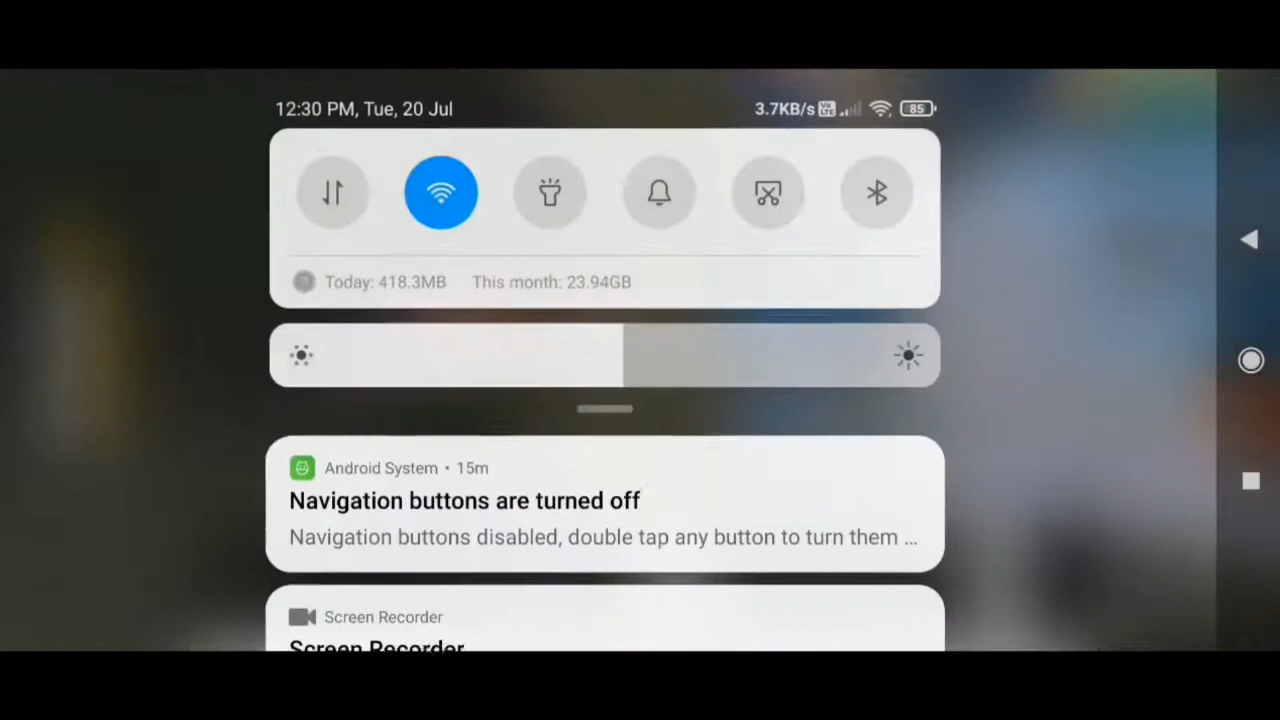 12:30 PM, Tue, 20 Jul 3.7KB/s 85
Today: 418.3MB This month: 23.94GB
Android System • 15m
Navigation buttons are turned off
Navigation buttons disabled, double tap any button to turn them ...
Screen Recorder
Screen Recorder